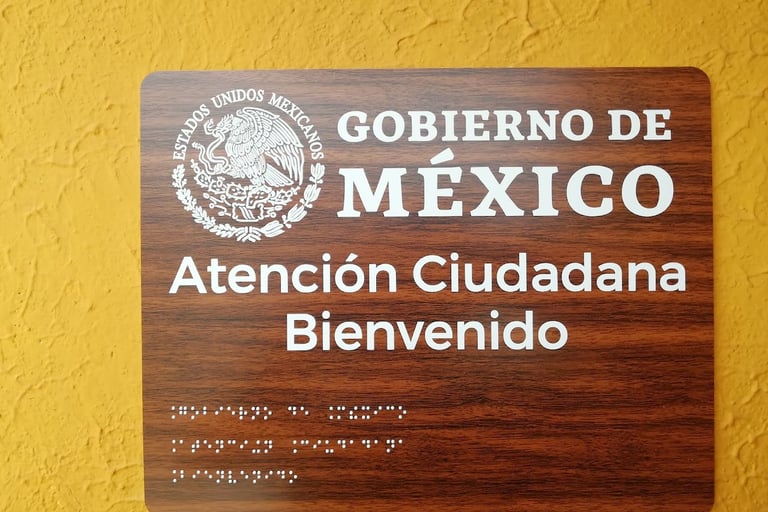 ESTADOS UNIDOS MEXICANOS
GOBIERNO DE
MÉXICO
Atención Ciudadana
Bienvenido